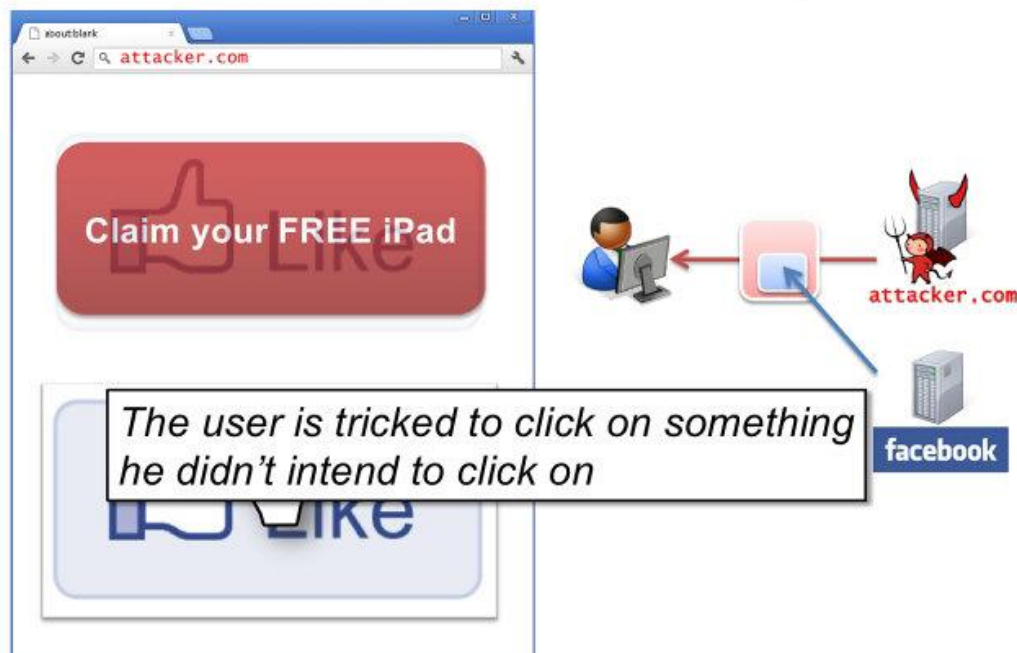 about:blank
attacker.com
Claim your FREE iPad
Like
attacker.com
The user is tricked to click on something
he didn't intend to click on
facebook
Like